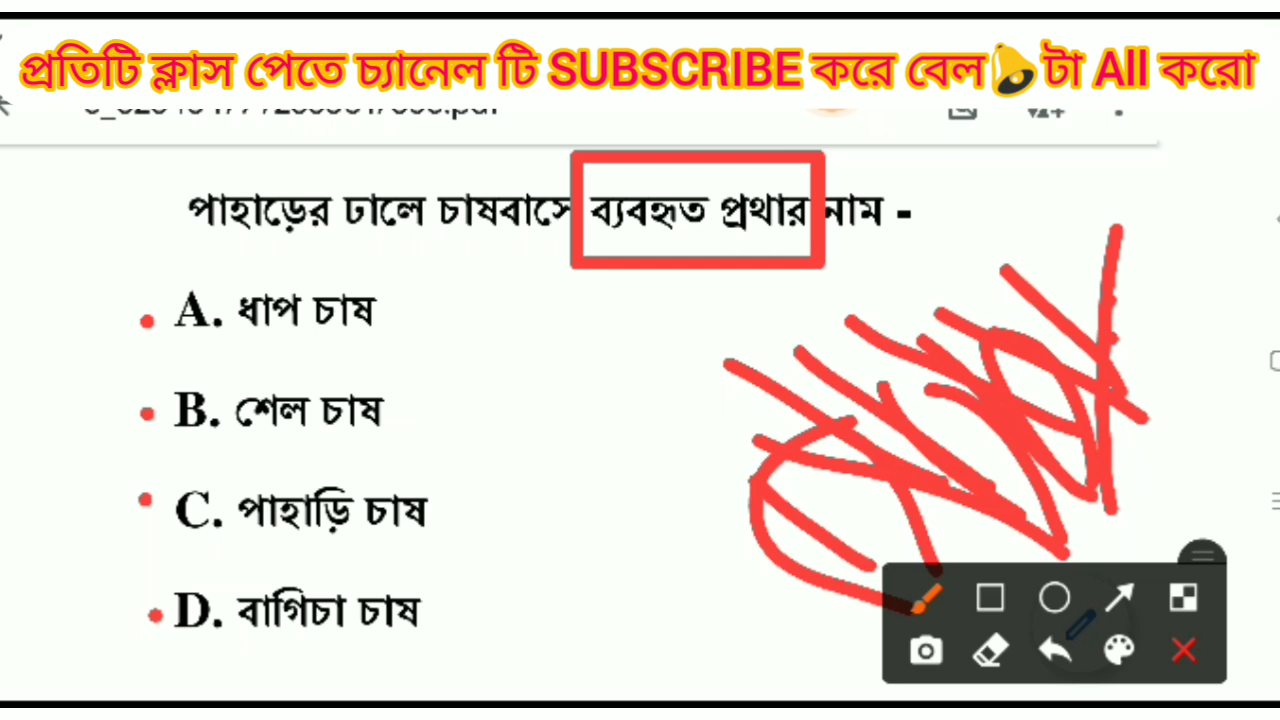 প্রতিটি ক্লাস পেতে চ্যানেল টি SUBSCRIBE করে বেল টা All করো
পাহাড়ের ঢালে চাষবাসে ব্যবহৃত প্রথার নাম -
A. ধাপ চাষ
B. শেল চাষ
C. পাহাড়ি চাষ
D. বাগিচা চাষ